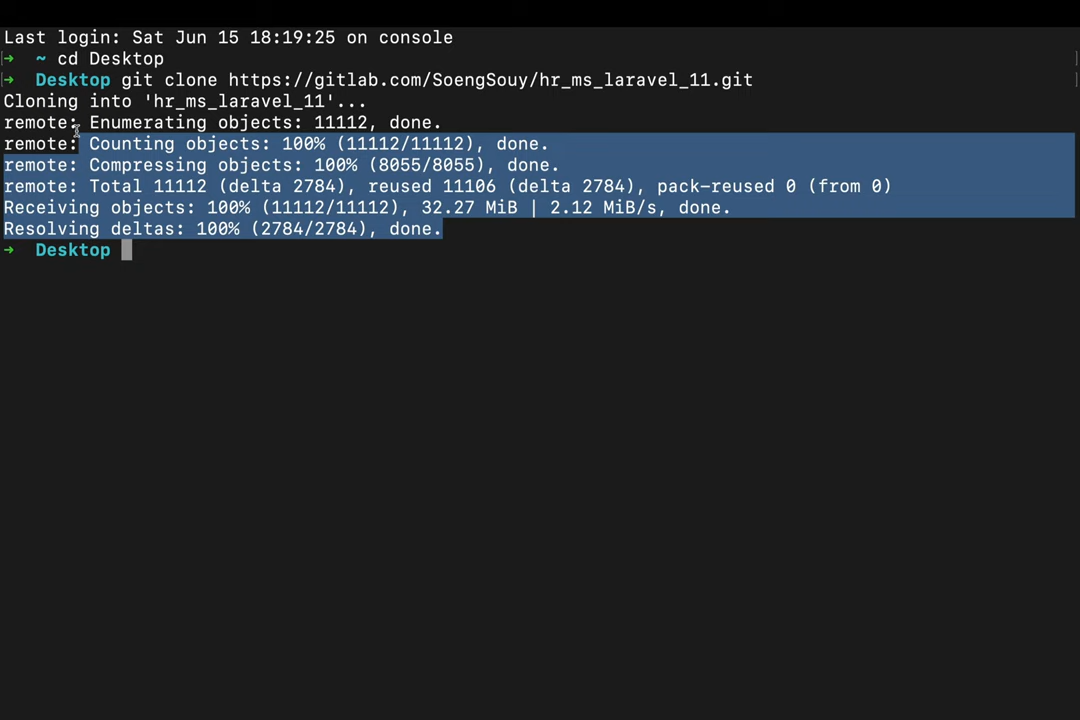 Last login: Sat Jun 15 18:19:25 on console
➜  ~ cd Desktop
➜  Desktop git clone https://gitlab.com/SoengSouy/hr_ms_laravel_11.git
Cloning into 'hr_ms_laravel_11'...
remote: Enumerating objects: 11112, done.
remote: Counting objects: 100% (11112/11112), done.
remote: Compressing objects: 100% (8055/8055), done.
remote: Total 11112 (delta 2784), reused 11106 (delta 2784), pack-reused 0 (from 0)
Receiving objects: 100% (11112/11112), 32.27 MiB | 2.12 MiB/s, done.
Resolving deltas: 100% (2784/2784), done.
➜  Desktop